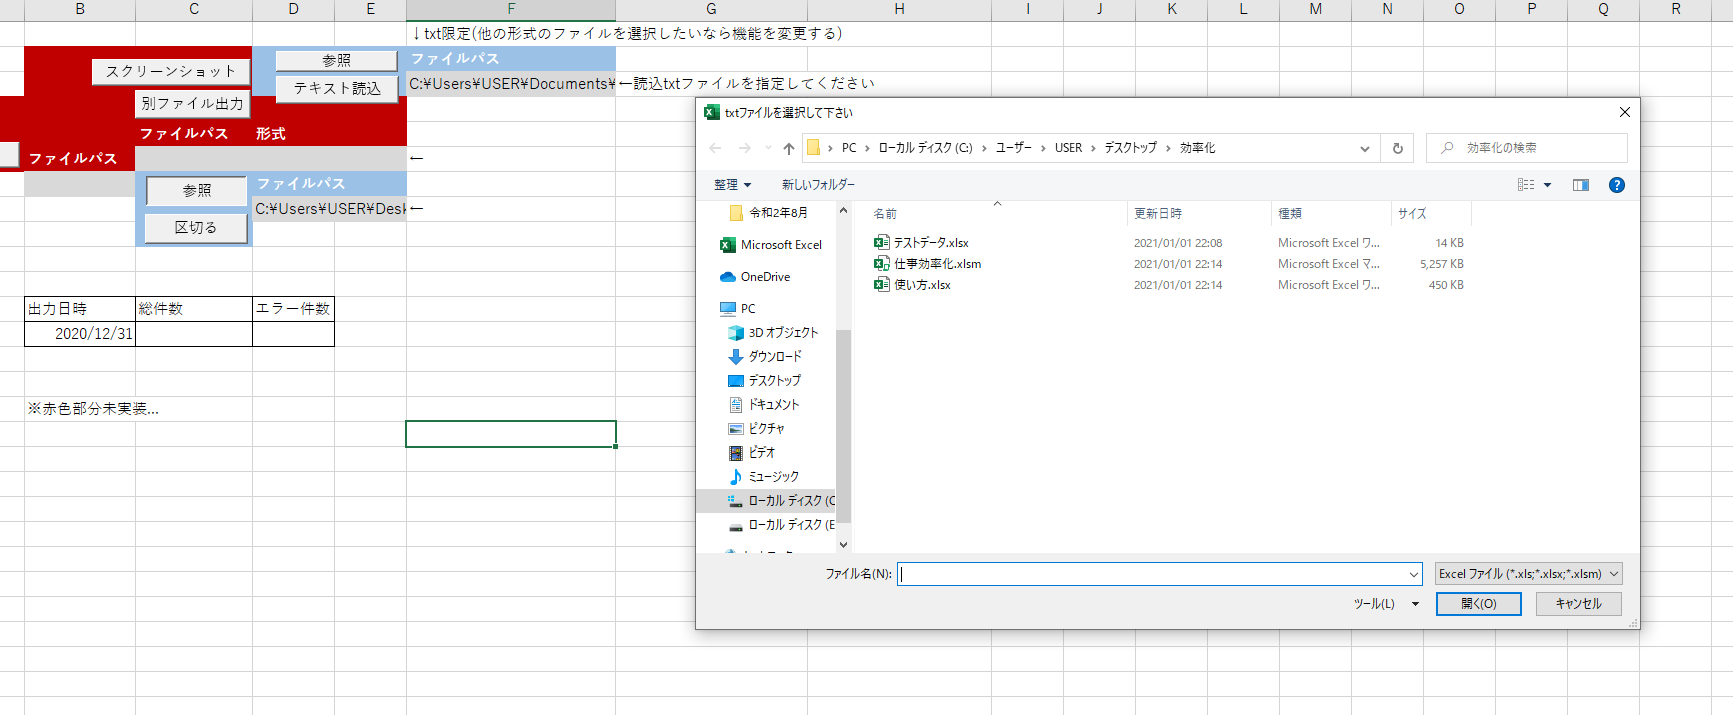 B C D E F G H I J K L M N O P Q R
↓txt限定(他の形式のファイルを選択したいなら機能を変更する)
参照 ファイルパス
スクリーンショット
テキスト読込 C:¥Users¥USER¥Documents¥ ←読込txtファイルを指定してください
別ファイル出力
ファイルパス 形式
ファイルパス ←
参照 ファイルパス
C:¥Users¥USER¥Desk ←
区切る
出力日時 総件数 エラー件数
2020/12/31
※赤色部分未実装...
txtファイルを選択して下さい
PC › ローカル ディスク (C:) › ユーザー › USER › デスクトップ › 効率化
効率化の検索
整理 新しいフォルダー
令和2年8月
Microsoft Excel
OneDrive
PC
3D オブジェクト
ダウンロード
デスクトップ
ドキュメント
ピクチャ
ビデオ
ミュージック
ローカル ディスク (C
ローカル ディスク (E
名前 更新日時 種類 サイズ
テストデータ.xlsx 2021/01/01 22:08 Microsoft Excel ワ... 14 KB
仕事効率化.xlsm 2021/01/01 22:14 Microsoft Excel マ... 5,257 KB
使い方.xlsx 2021/01/01 22:14 Microsoft Excel ワ... 450 KB
ファイル名(N): Excel ファイル (*.xls;*.xlsx;*.xlsm)
ツール(L) 開く(O) キャンセル